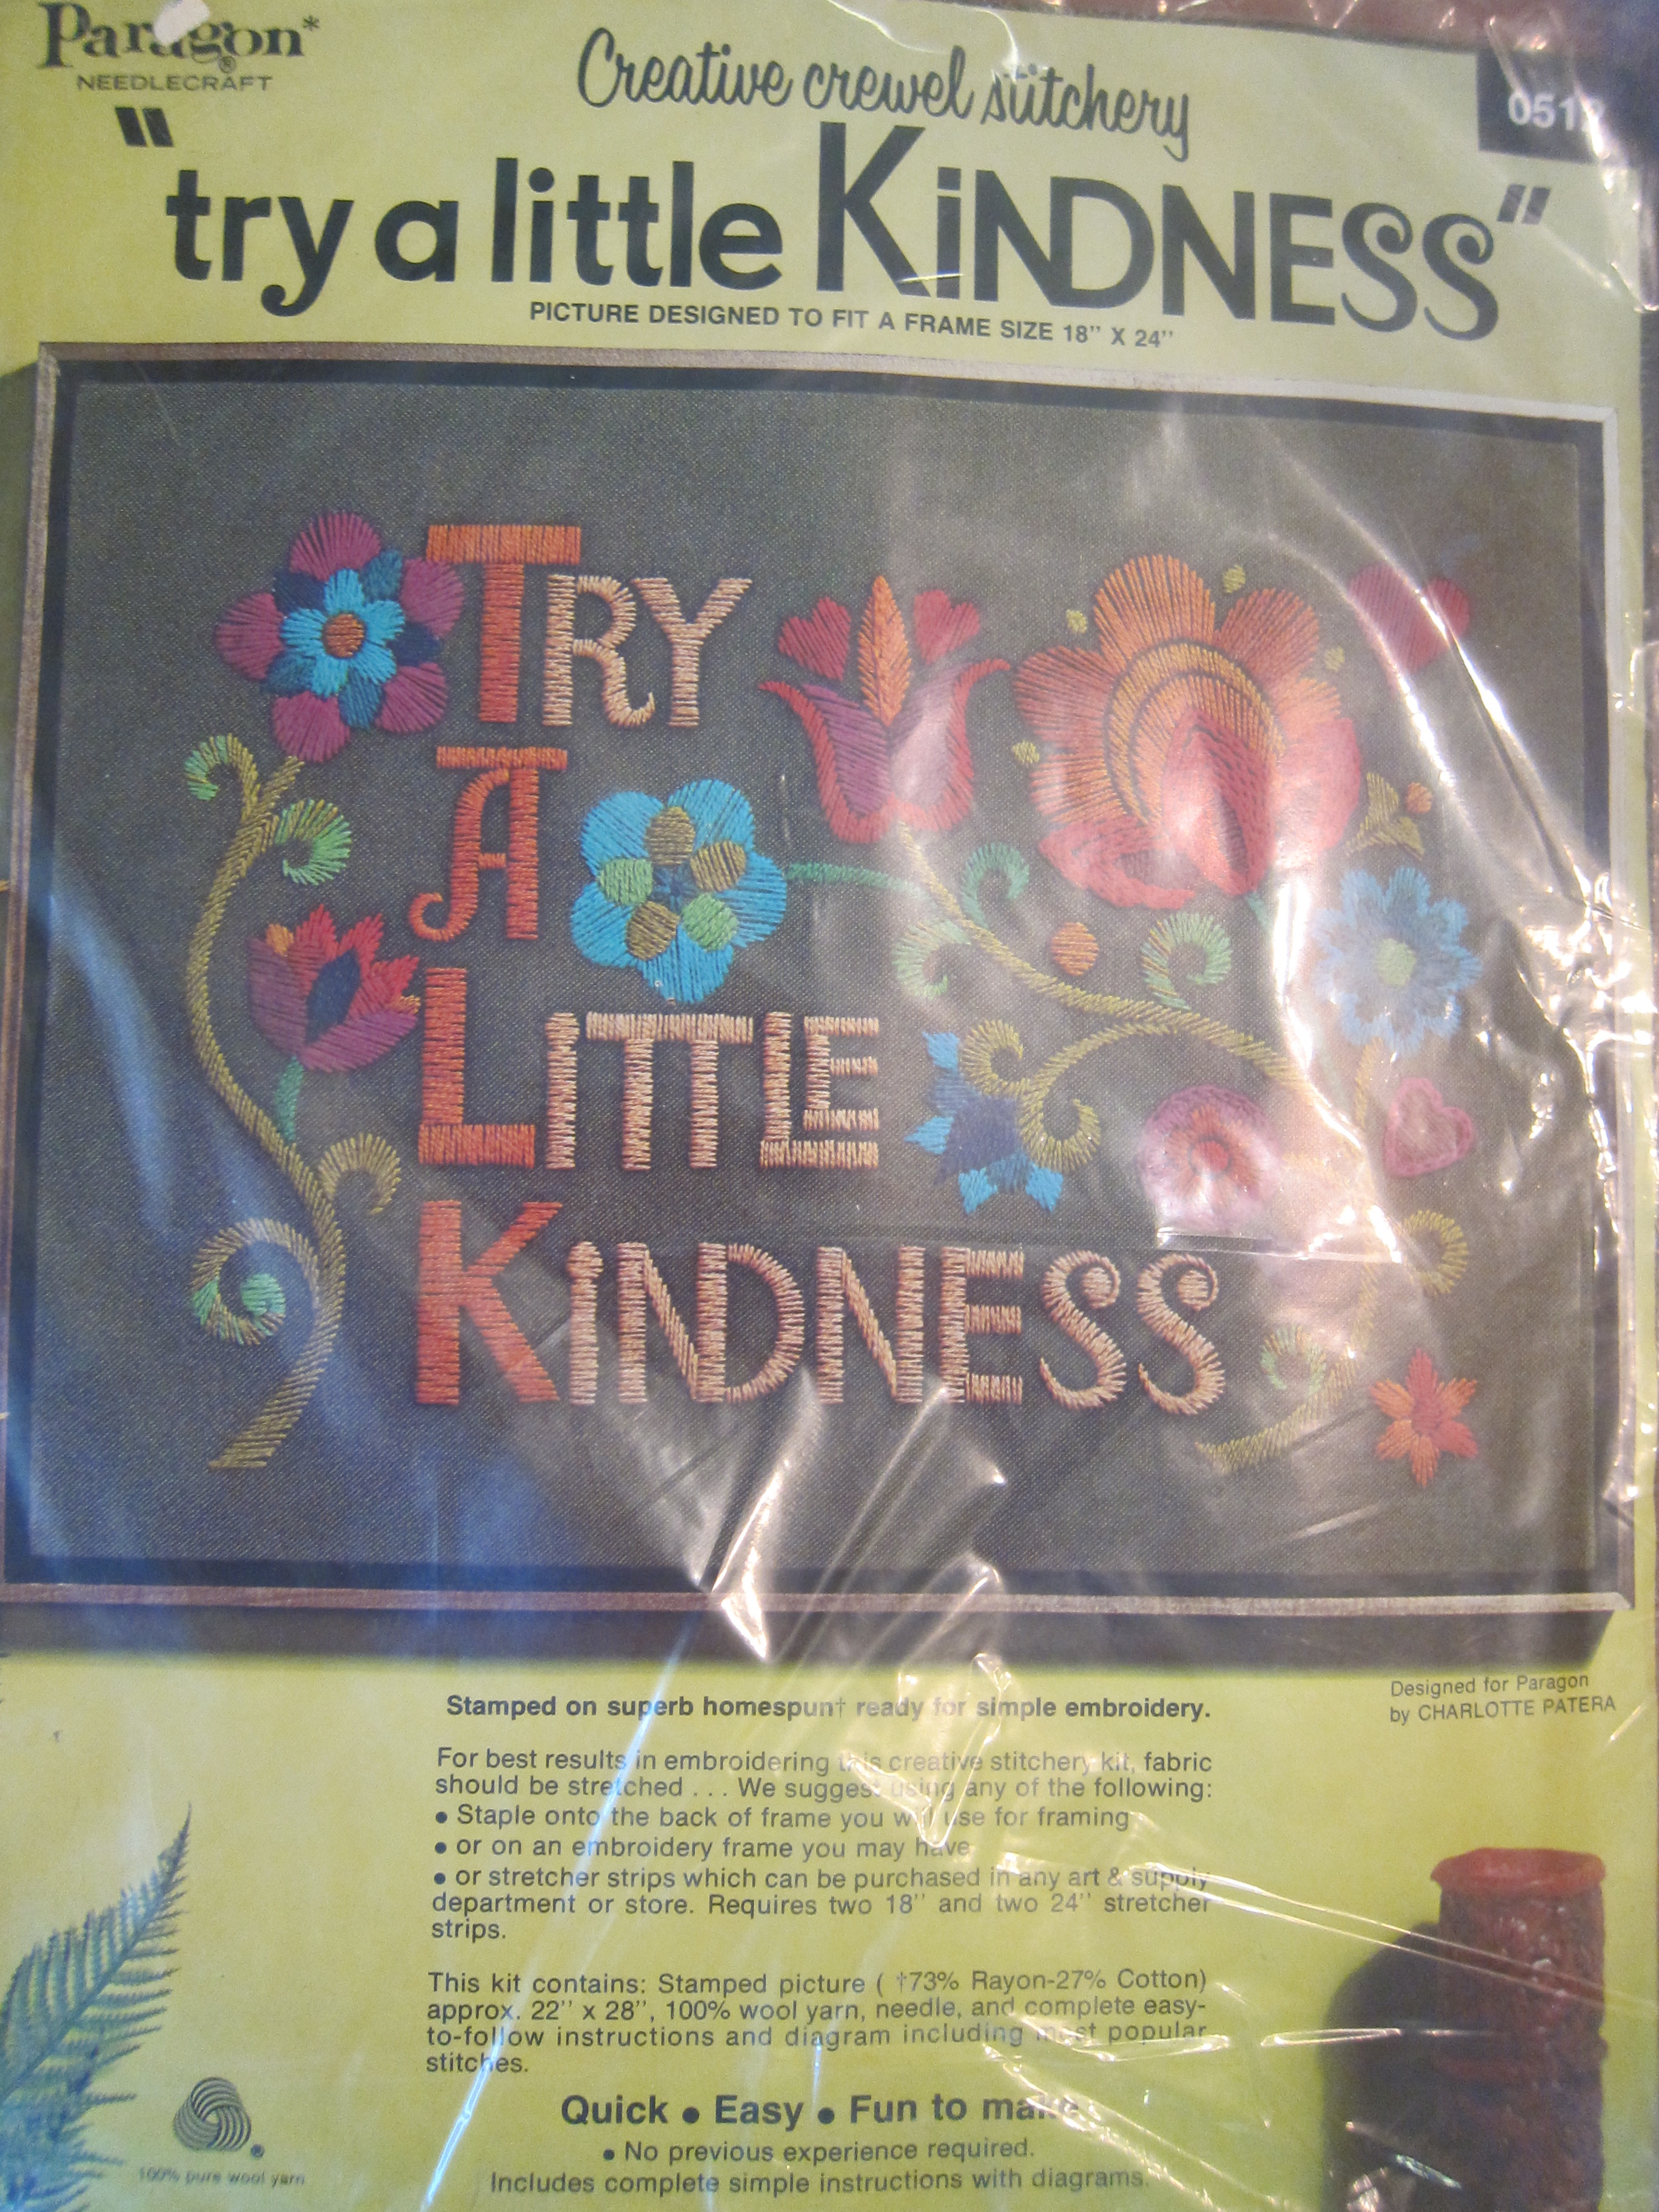 Paragon*®
NEEDLECRAFT
Creative crewel stitchery
"try a little KiNDNESS"
PICTURE DESIGNED TO FIT A FRAME SIZE 18" X 24"
TRY
A
LITTLE
KiNDNESS
Designed for Paragon
by CHARLOTTE PATERA
Stamped on superb homespun† ready for simple embroidery.
For best results in embroidering this creative stitchery kit, fabric
should be stretched . . . We suggest using any of the following:
• Staple onto the back of frame you will use for framing
• or on an embroidery frame you may have
• or stretcher strips which can be purchased in any art & supply
department or store. Requires two 18" and two 24" stretcher
strips.
This kit contains: Stamped picture ( †73% Rayon-27% Cotton)
approx. 22" x 28", 100% wool yarn, needle, and complete easy-
to-follow instructions and diagram including most popular
stitches.
Quick • Easy • Fun to make
• No previous experience required.
Includes complete simple instructions with diagrams.
®
100% pure wool yarn